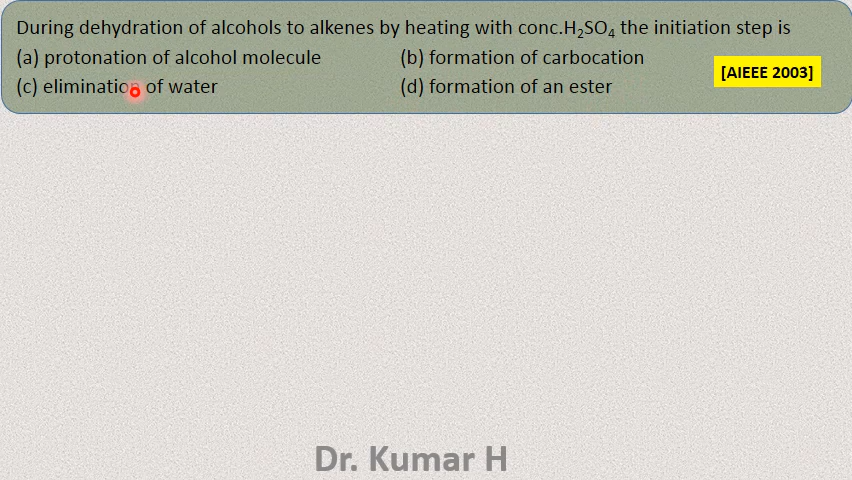 During dehydration of alcohols to alkenes by heating with conc.H₂SO₄ the initiation step is
(a) protonation of alcohol molecule (b) formation of carbocation
[AIEEE 2003]
(c) elimination of water (d) formation of an ester
Dr. Kumar H